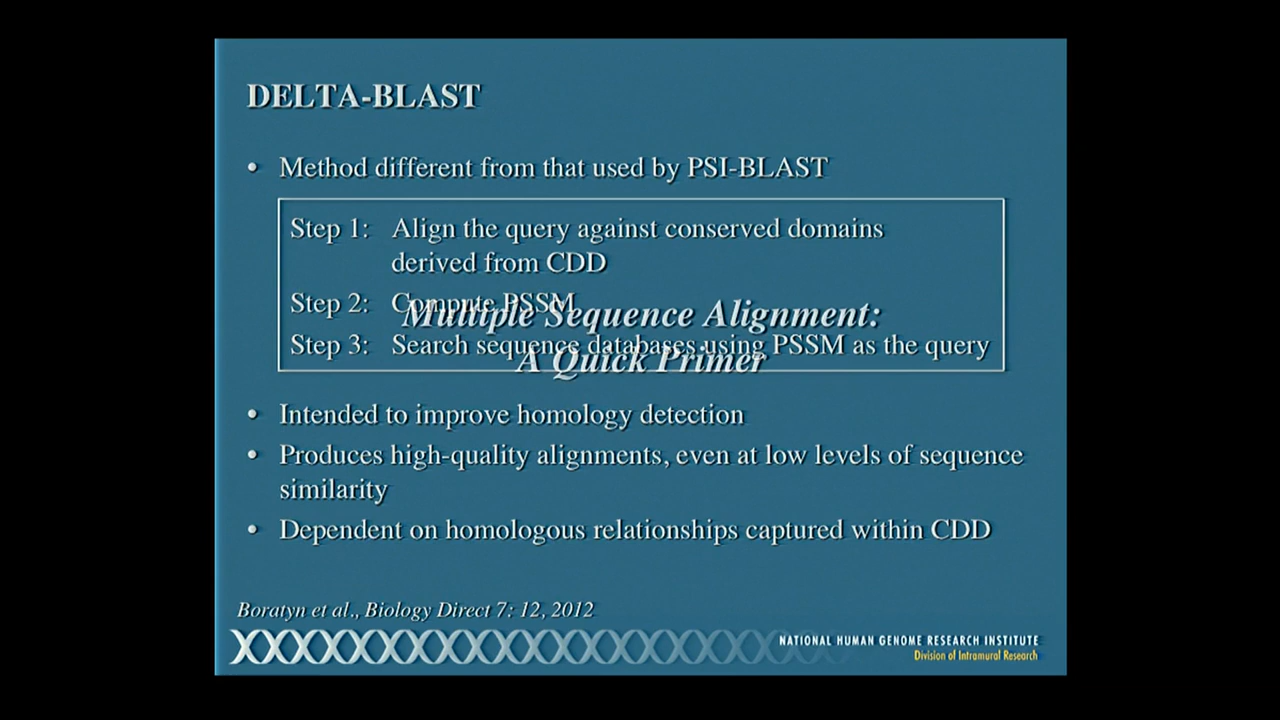 DELTA-BLAST
• Method different from that used by PSI-BLAST
Step 1: Align the query against conserved domains
derived from CDD
Step 2: Compute PSSM
Multiple Sequence Alignment:
Step 3: Search sequence databases using PSSM as the query
A Quick Primer
• Intended to improve homology detection
• Produces high-quality alignments, even at low levels of sequence
similarity
• Dependent on homologous relationships captured within CDD
Boratyn et al., Biology Direct 7: 12, 2012
NATIONAL HUMAN GENOME RESEARCH INSTITUTE
Division of Intramural Research